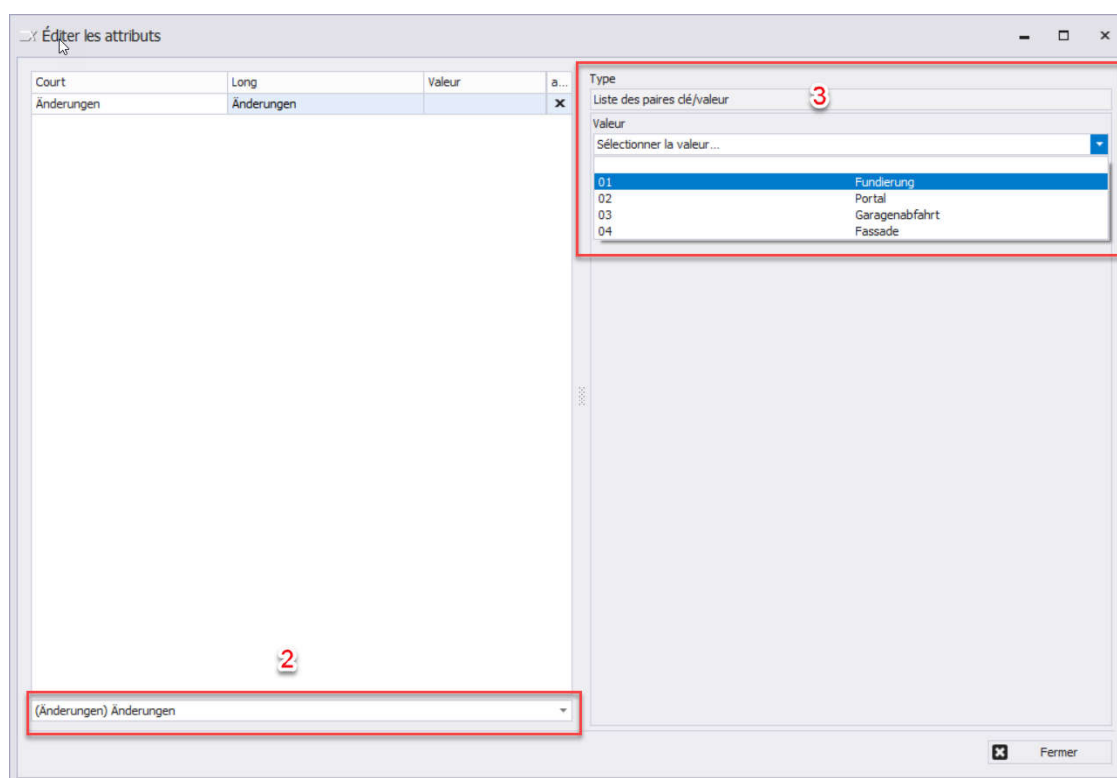 Éditer les attributs
Court Long Valeur a...
Änderungen Änderungen
2
(Änderungen) Änderungen
Type
Liste des paires clé/valeur
3
Valeur
Sélectionner la valeur...
01 Fundierung
02 Portal
03 Garagenabfahrt
04 Fassade
Fermer